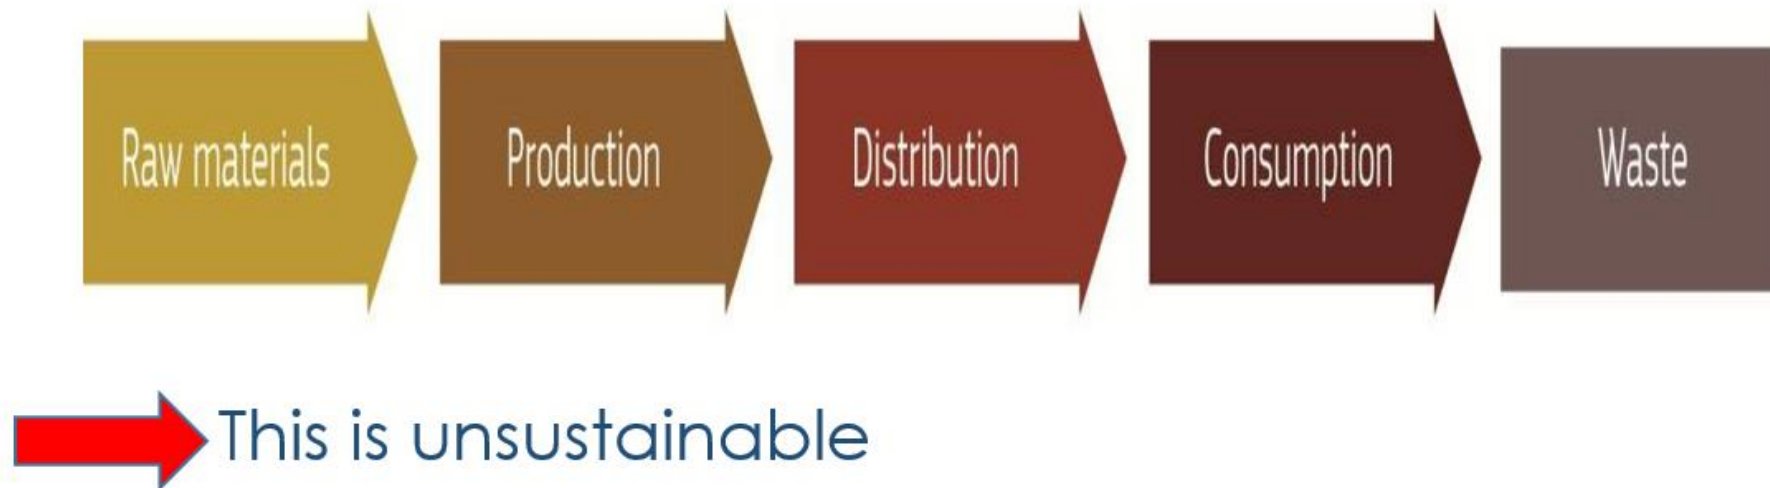 Raw materials
Production
Distribution
Consumption
Waste
This is unsustainable